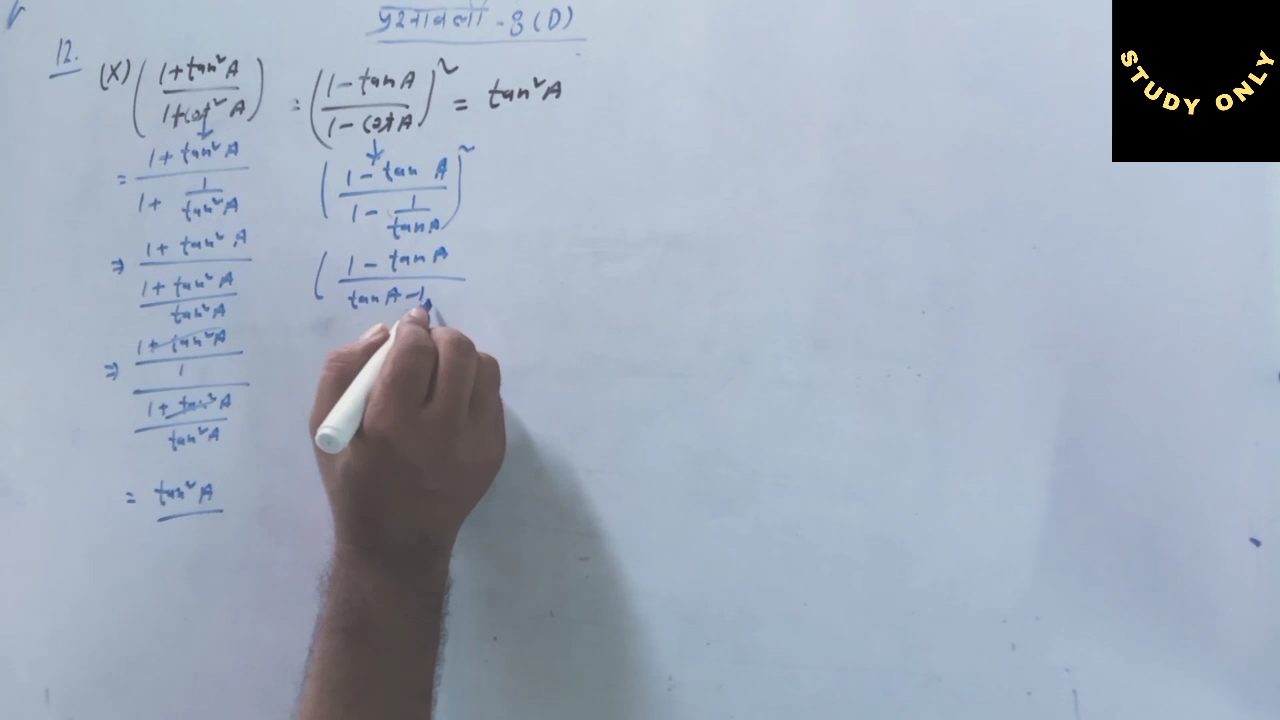 प्रश्नावली - 8 (D)
12.
(X) (1+tan²A / 1+cot²A) = (1-tanA / 1-cotA)² = tan²A
= 1+tan²A / 1+ 1/tan²A
(1-tan A / 1- 1/tanA)²
⇒ 1+tan²A / 1+tan²A / tan²A
( 1-tanA / tanA-1
⇒ 1+tan²A / 1 / 1+tan²A / tan²A
= tan²A
STUDY ONLY